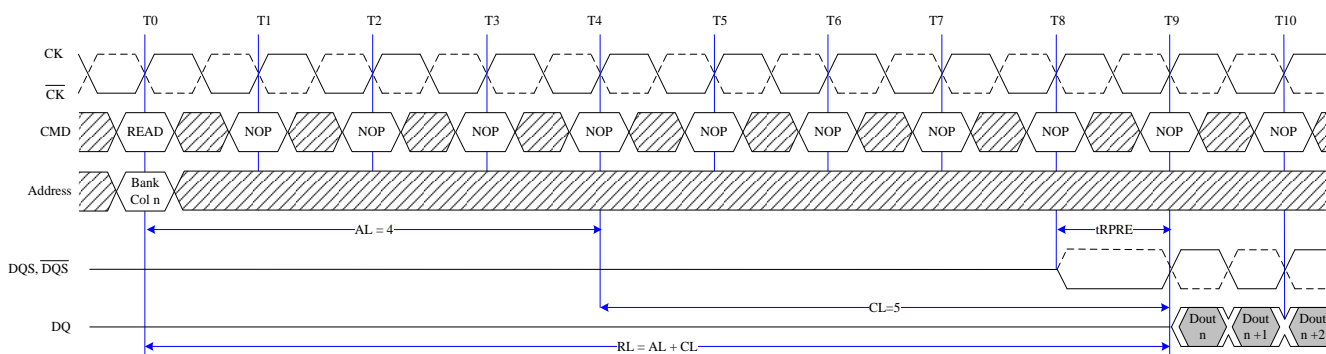 T0 T1 T2 T3 T4 T5 T6 T7 T8 T9 T10
CK
CK
CMD READ NOP NOP NOP NOP NOP NOP NOP NOP NOP NOP
Address Bank
Col n
AL = 4 tRPRE
DQS, DQS
CL=5
DQ Dout Dout Dout
n n +1 n +2
RL = AL + CL